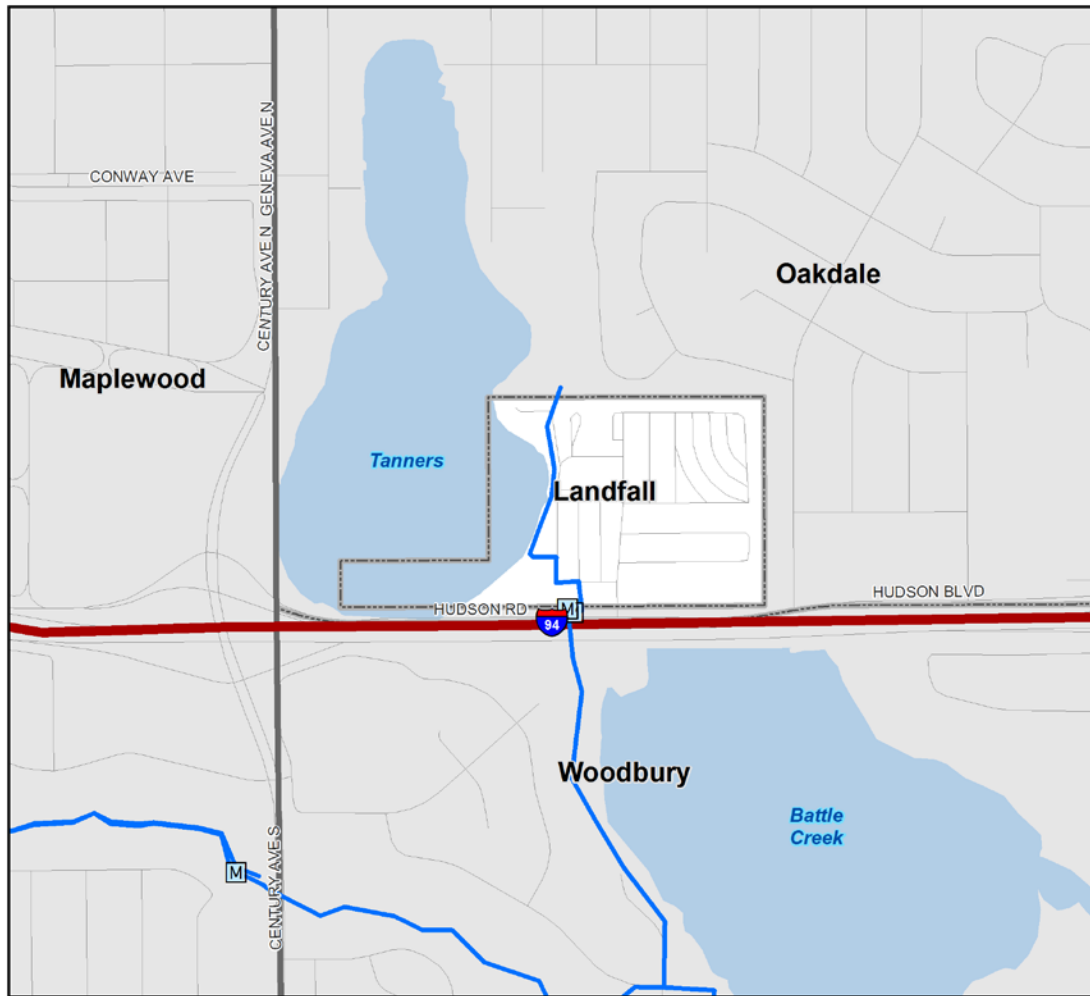 CONWAY AVE
CENTURY AVE N GENEVA AVE N
Oakdale
Maplewood
Tanners
Landfall
HUDSON BLVD
HUDSON RD
M
94
Woodbury
Battle
Creek
CENTURY AVE S
M